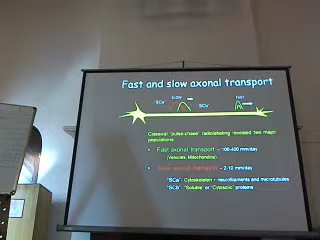 Fast and slow axonal transport
SLOW
FAST
"SCa"
"SCb"
Classical "pulse chase" radiolabeling revealed two major
populations.
• Fast axonal transport – 100-400 mm/day
(Vesicles, Mitochondria)
• Slow axonal transport – 2-10 mm/day
"SCa"- Cytoskeleton - neurofilaments and microtubules
"SCb"- "Soluble" or "Cytosolic" proteins